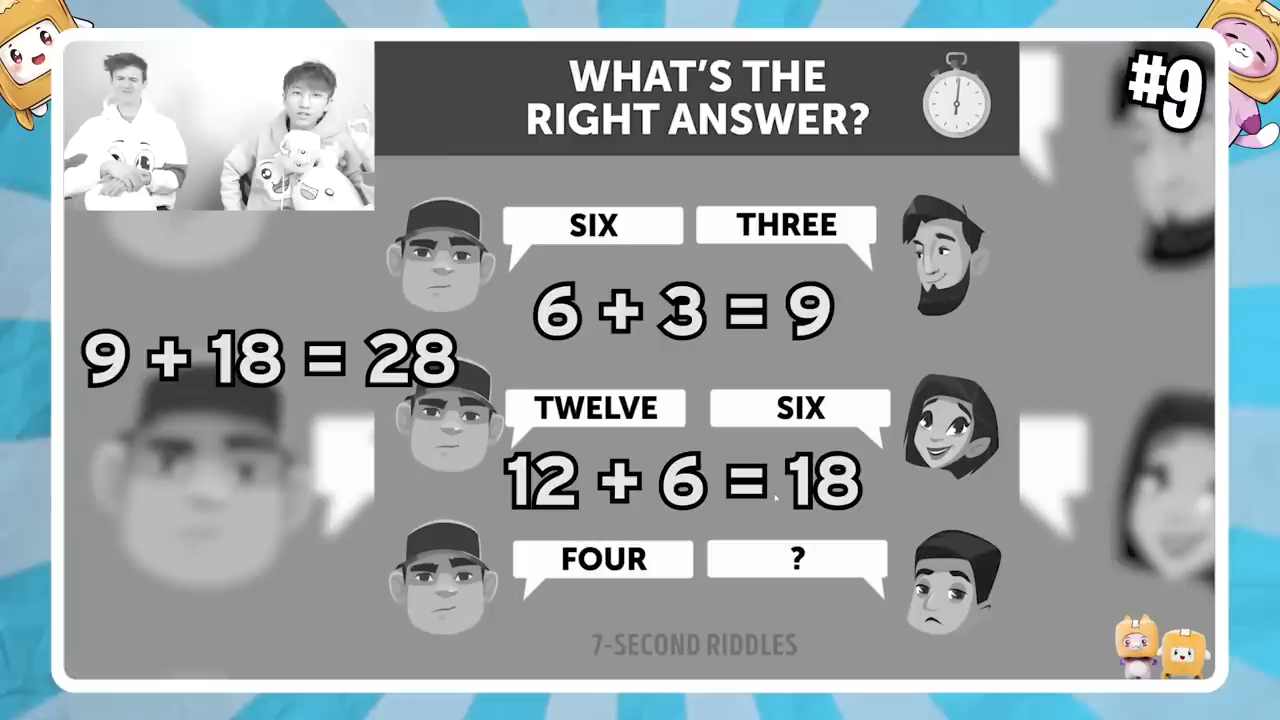 WHAT'S THE
RIGHT ANSWER?
#9
SIX
THREE
6 + 3 = 9
9 + 18 = 28
TWELVE
SIX
12 + 6 = 18
FOUR
?
7-SECOND RIDDLES